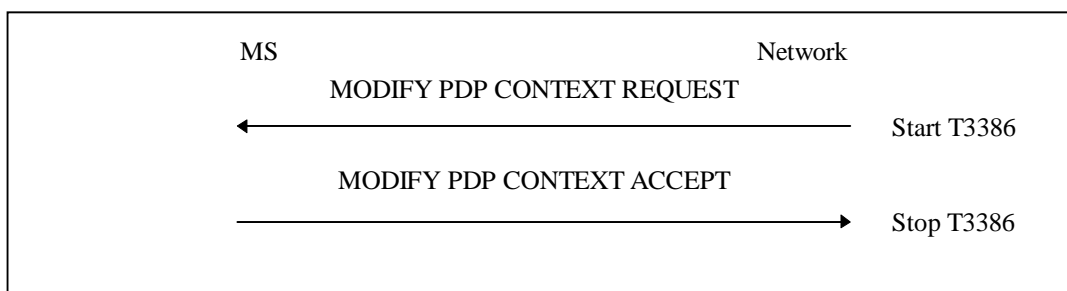 MS Network
MODIFY PDP CONTEXT REQUEST
Start T3386
MODIFY PDP CONTEXT ACCEPT
Stop T3386